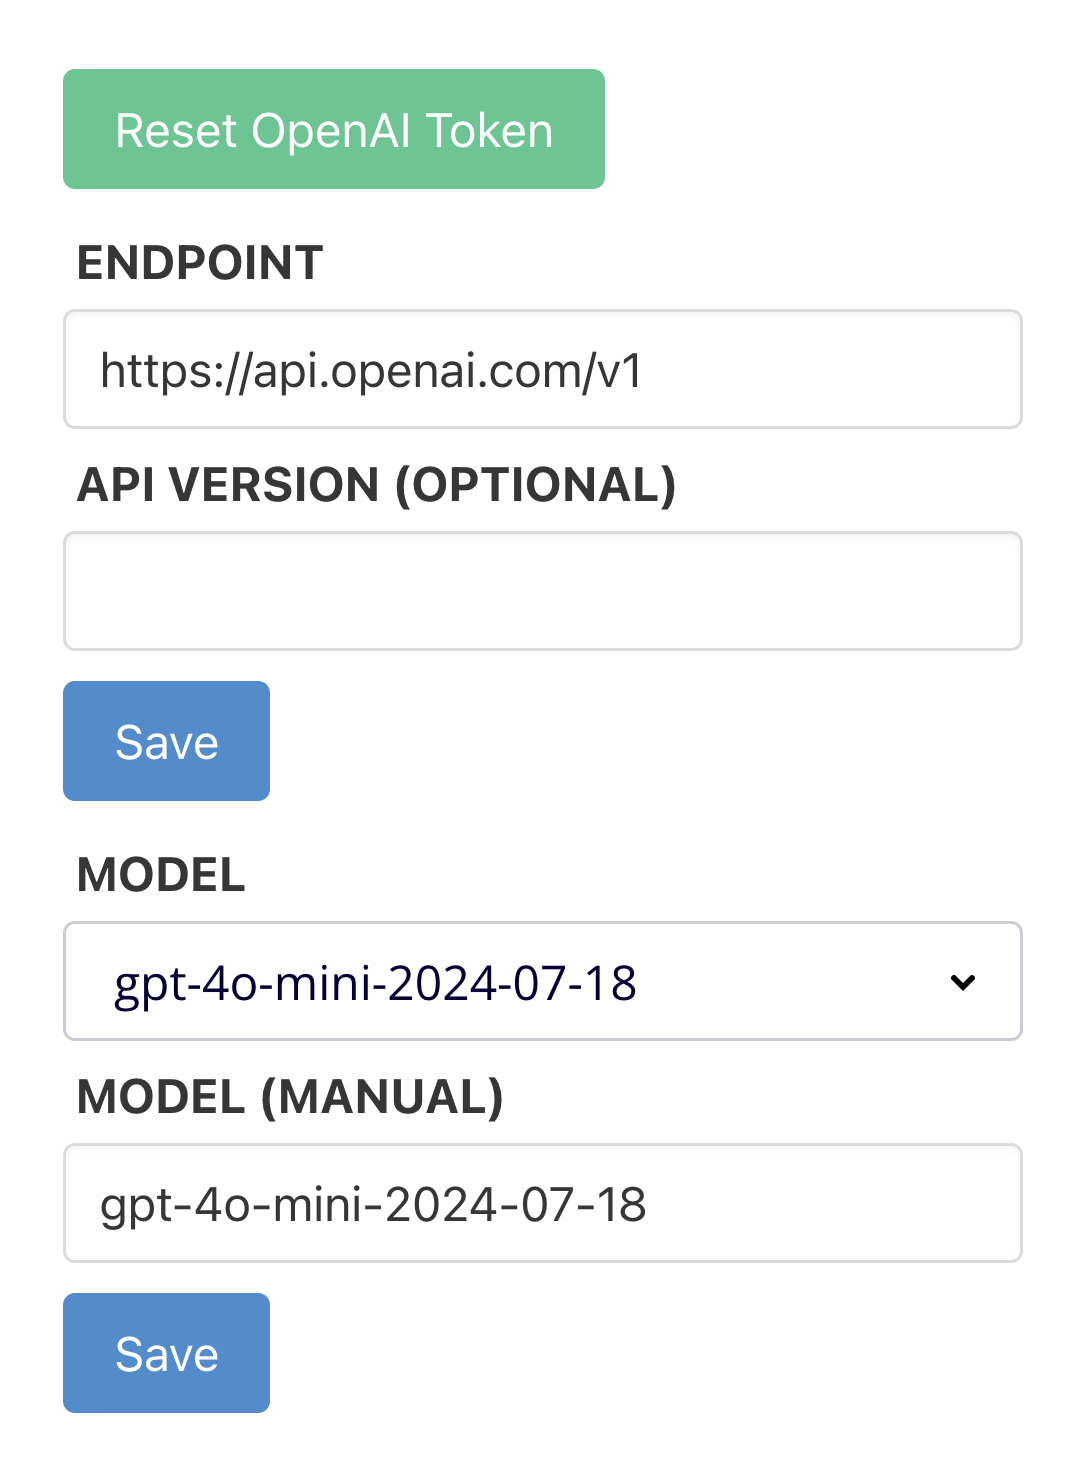 Reset OpenAI Token
ENDPOINT
https://api.openai.com/v1
API VERSION (OPTIONAL)
Save
MODEL
gpt-4o-mini-2024-07-18
MODEL (MANUAL)
gpt-4o-mini-2024-07-18
Save